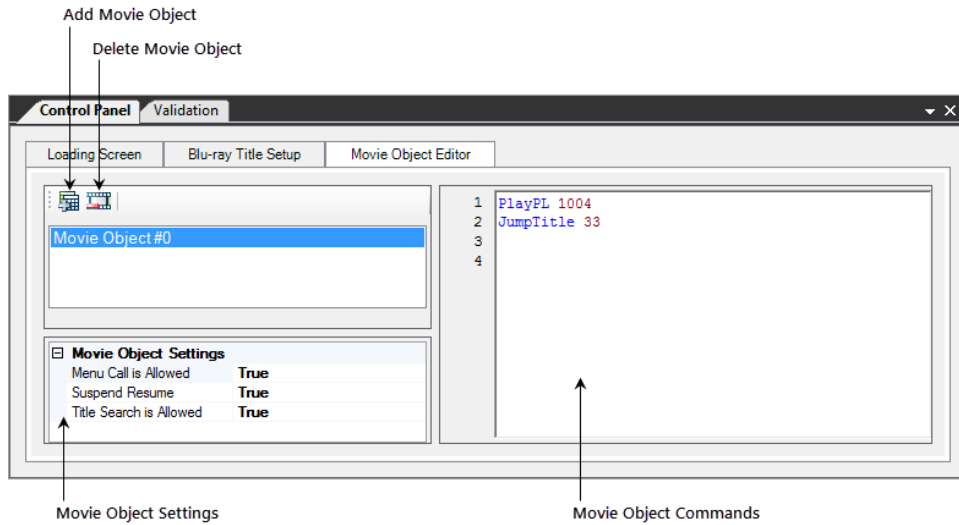 Add Movie Object
Delete Movie Object
Control Panel
Validation
Loading Screen
Blu-ray Title Setup
Movie Object Editor
Movie Object #0
1 PlayPL 1004
2 JumpTitle 33
3
4
Movie Object Settings
Menu Call is Allowed True
Suspend Resume True
Title Search is Allowed True
Movie Object Settings
Movie Object Commands